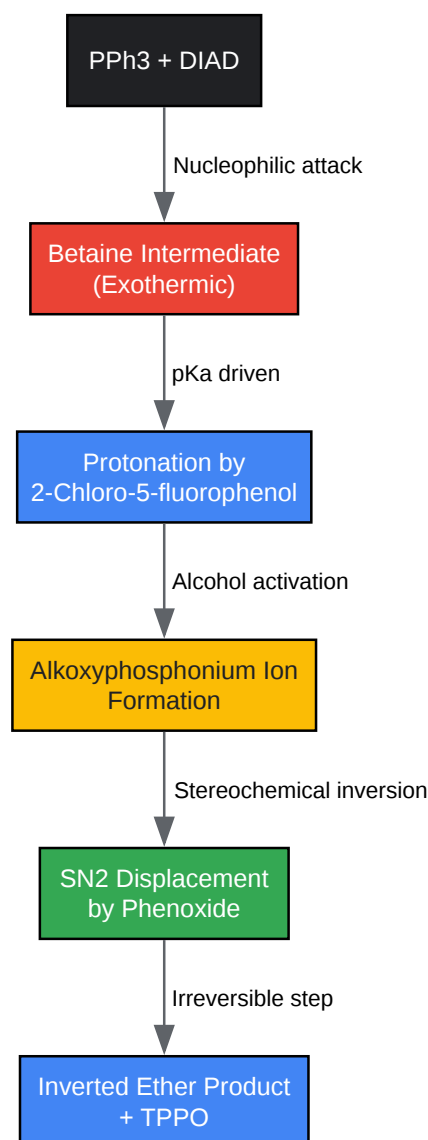 PPh3 + DIAD
Nucleophilic attack
Betaine Intermediate
(Exothermic)
pKa driven
Protonation by
2-Chloro-5-fluorophenol
Alcohol activation
Alkoxyphosphonium Ion
Formation
Stereochemical inversion
SN2 Displacement
by Phenoxide
Irreversible step
Inverted Ether Product
+ TPPO